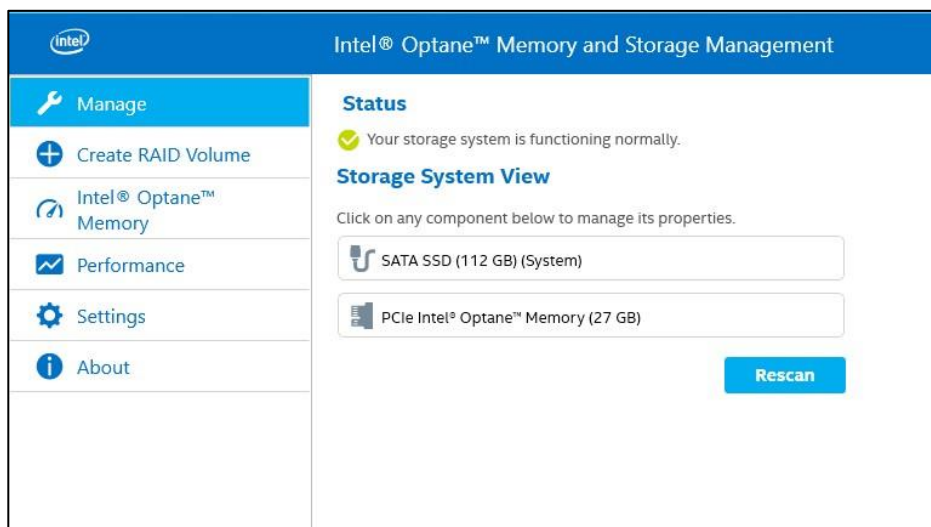 intel
Intel® Optane™ Memory and Storage Management
Manage
Create RAID Volume
Intel® Optane™
Memory
Performance
Settings
About
Status
Your storage system is functioning normally.
Storage System View
Click on any component below to manage its properties.
SATA SSD (112 GB) (System)
PCIe Intel® Optane™ Memory (27 GB)
Rescan